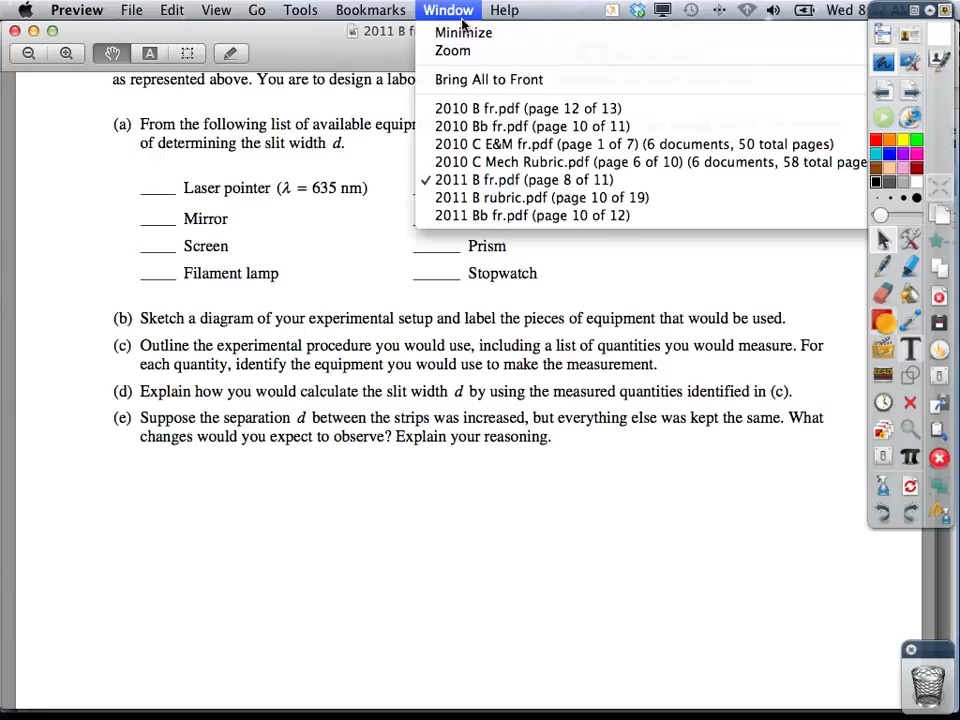 Preview File Edit View Go Tools Bookmarks Window Help Wed 8
2011 B f
Minimize
Zoom
Bring All to Front
2010 B fr.pdf (page 12 of 13)
2010 Bb fr.pdf (page 10 of 11)
2010 C E&M fr.pdf (page 1 of 7) (6 documents, 50 total pages)
2010 C Mech Rubric.pdf (page 6 of 10) (6 documents, 58 total page
✓ 2011 B fr.pdf (page 8 of 11)
2011 B rubric.pdf (page 10 of 19)
2011 Bb fr.pdf (page 10 of 12)
as represented above. You are to design a labo
(a) From the following list of available equip
of determining the slit width d.
____ Laser pointer (λ = 635 nm)
____ Mirror
____ Screen ____ Prism
____ Filament lamp ____ Stopwatch
(b) Sketch a diagram of your experimental setup and label the pieces of equipment that would be used.
(c) Outline the experimental procedure you would use, including a list of quantities you would measure. For
each quantity, identify the equipment you would use to make the measurement.
(d) Explain how you would calculate the slit width d by using the measured quantities identified in (c).
(e) Suppose the separation d between the strips was increased, but everything else was kept the same. What
changes would you expect to observe? Explain your reasoning.